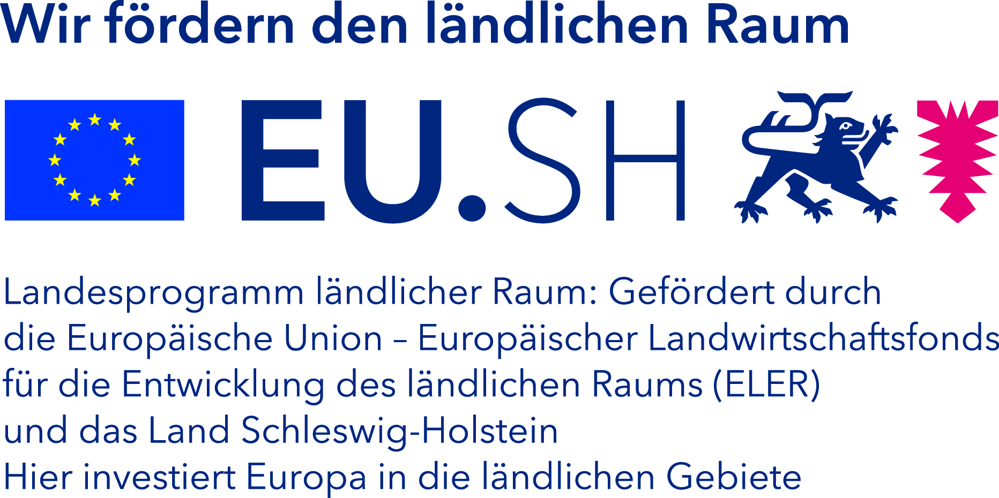 Wir fördern den ländlichen Raum
EU.SH
Landesprogramm ländlicher Raum: Gefördert durch
die Europäische Union – Europäischer Landwirtschaftsfonds
für die Entwicklung des ländlichen Raums (ELER)
und das Land Schleswig-Holstein
Hier investiert Europa in die ländlichen Gebiete